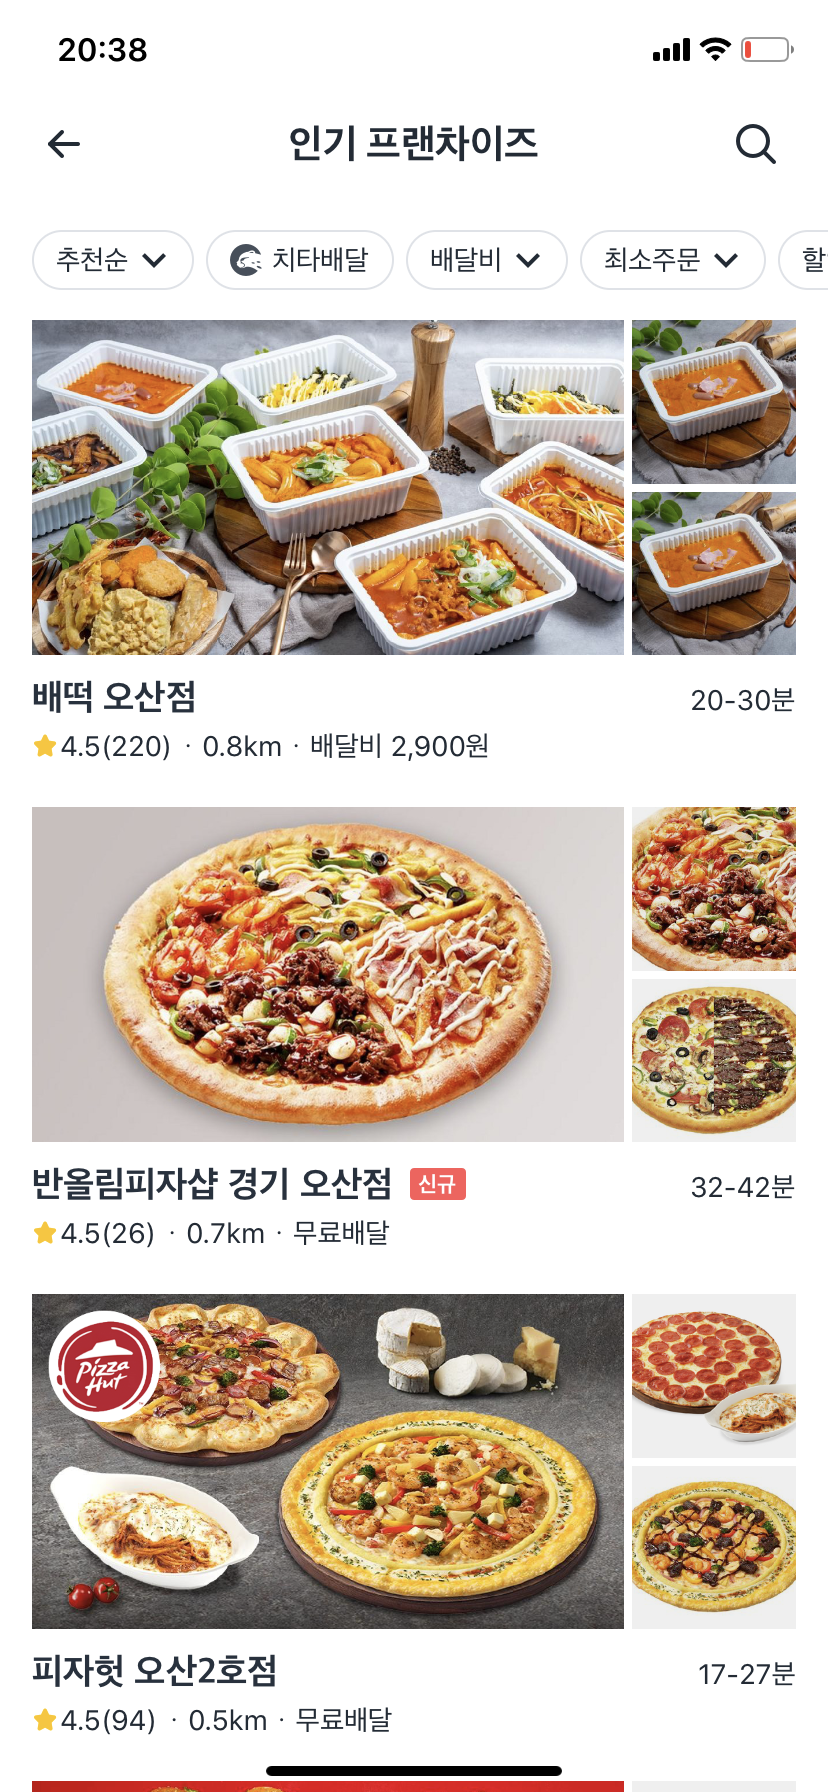 20:38
인기 프랜차이즈
추천순 치타배달 배달비 최소주문 할
배떡 오산점 20-30분
4.5(220) · 0.8km · 배달비 2,900원
반올림피자샵 경기 오산점 신규 32-42분
4.5(26) · 0.7km · 무료배달
Pizza
Hut
피자헛 오산2호점 17-27분
4.5(94) · 0.5km · 무료배달